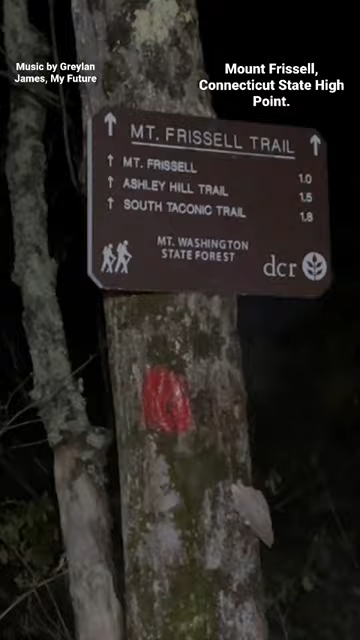 Music by Greylan
James, My Future
Mount Frissell,
Connecticut State High
Point.
MT. FRISSELL TRAIL
MT. FRISSELL 1.0
ASHLEY HILL TRAIL 1.5
SOUTH TACONIC TRAIL 1.8
MT. WASHINGTON
STATE FOREST
dcr